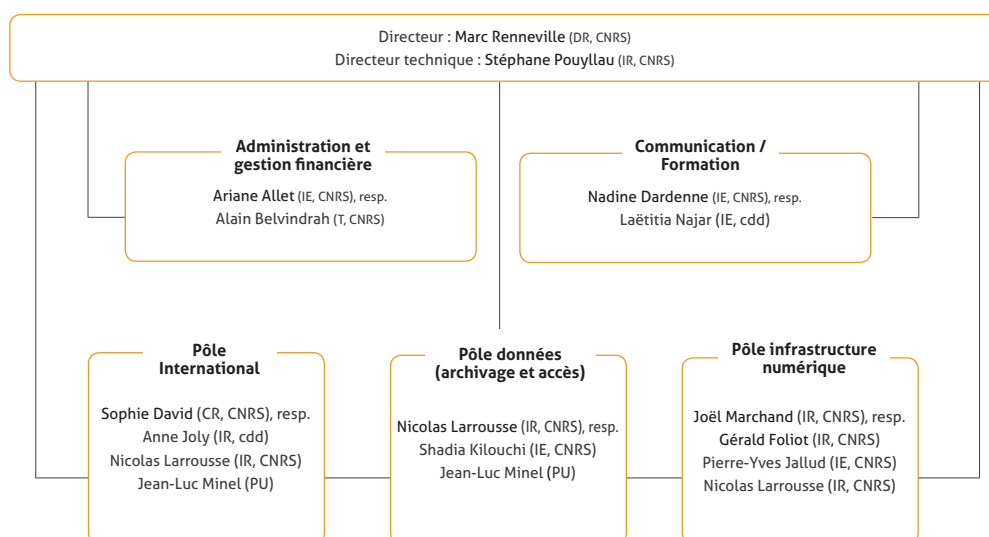 Directeur : Marc Renneville (DR, CNRS)
Directeur technique : Stéphane Pouyllau (IR, CNRS)
Administration et
gestion financière
Ariane Allet (IE, CNRS), resp.
Alain Belvindrah (T, CNRS)
Communication /
Formation
Nadine Dardenne (IE, CNRS), resp.
Laëtitia Najar (IE, cdd)
Pôle
International
Sophie David (CR, CNRS), resp.
Anne Joly (IR, cdd)
Nicolas Larrousse (IR, CNRS)
Jean-Luc Minel (PU)
Pôle données
(archivage et accès)
Nicolas Larrousse (IR, CNRS), resp.
Shadia Kilouchi (IE, CNRS)
Jean-Luc Minel (PU)
Pôle infrastructure
numérique
Joël Marchand (IR, CNRS), resp.
Gérald Foliot (IR, CNRS)
Pierre-Yves Jallud (IE, CNRS)
Nicolas Larrousse (IR, CNRS)